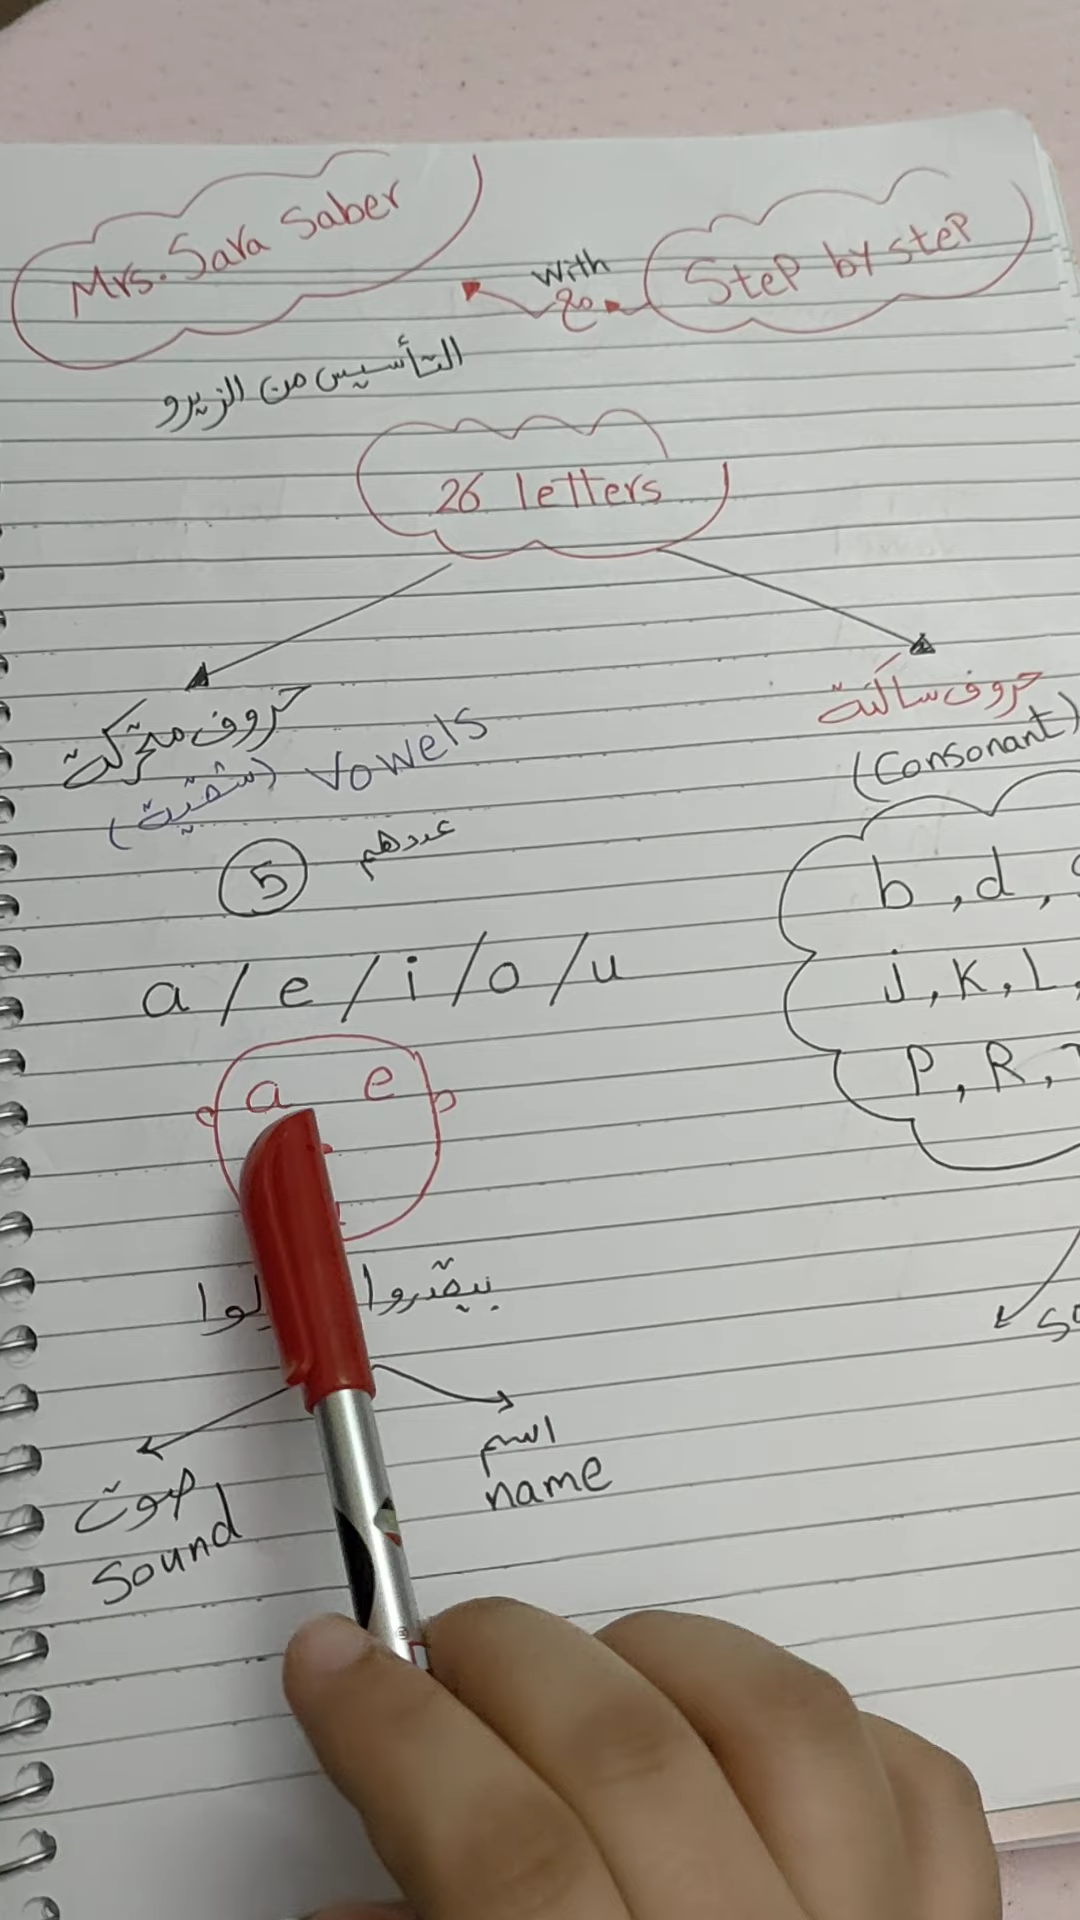 Mrs. Sara Saber
with
مع
Step by step
التأسيس من الزيرو
26 letters
حروف متحركة
(شفتية) Vowels
عددهم 5
a / e / i / o / u
a e
صوت
Sound
اسم
name
حروف ساكنة
(Consonant)
b , d ,
j , K , L ,
P , R ,